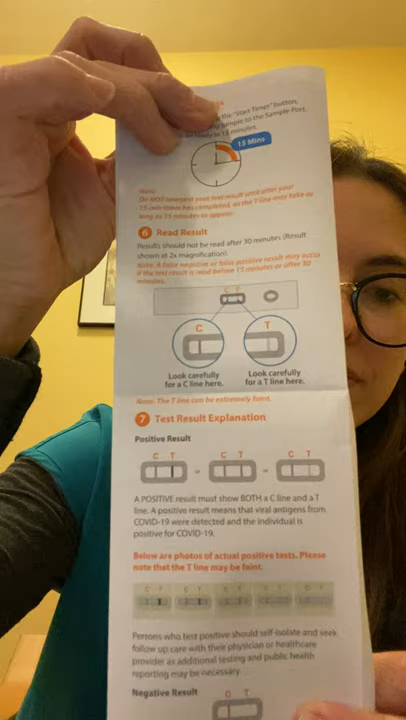 the "Start Timer" button,
sample to the Sample Port,
15 minutes.
15 Mins
Note:
Do NOT interpret your test result until after your
15-min timer has completed, as the T line may take as
long as 15 minutes to appear.
6 Read Result
Results should not be read after 30 minutes (Result
shown at 2x magnification).
Note: A false negative or false positive result may occur
if the test result is read before 15 minutes or after 30
minutes.
C T
C T
Look carefully Look carefully
for a C line here. for a T line here.
Note: The T line can be extremely faint.
7 Test Result Explanation
Positive Result
C T C T C T
A POSITIVE result must show BOTH a C line and a T
line. A positive result means that viral antigens from
COVID-19 were detected and the individual is
positive for COVID-19.
Below are photos of actual positive tests. Please
note that the T line may be faint.
Persons who test positive should self-isolate and seek
follow up care with their physician or healthcare
provider as additional testing and public health
reporting may be necessary.
Negative Result
C T